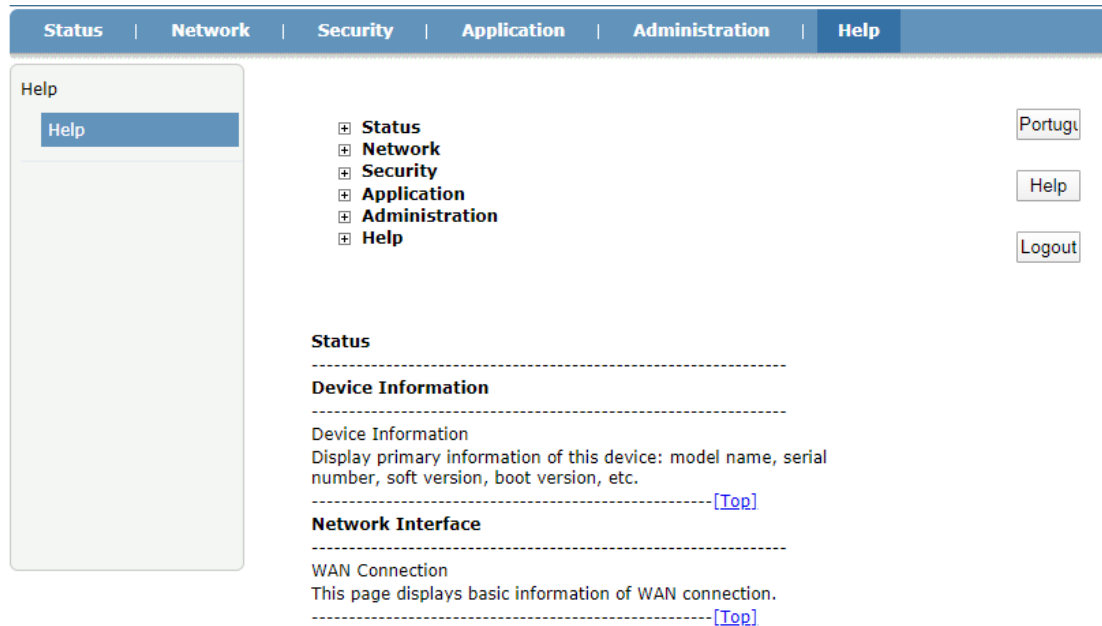 Status | Network | Security | Application | Administration | Help
Help
Help
Status
Network
Security
Application
Administration
Help
Portugu
Help
Logout
Status
----------------------------------------------------------------
Device Information
----------------------------------------------------------------
Device Information
Display primary information of this device: model name, serial
number, soft version, boot version, etc.
------------------------------------------------------[Top]
Network Interface
----------------------------------------------------------------
WAN Connection
This page displays basic information of WAN connection.
------------------------------------------------------[Top]